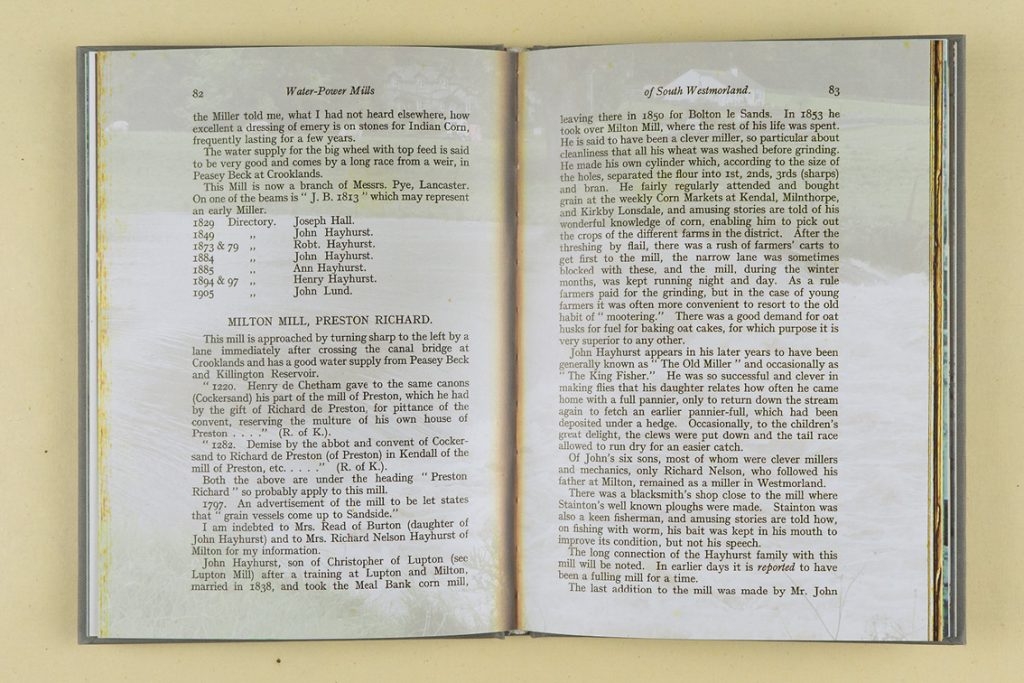 82 Water-Power Mills
the Miller told me, what I had not heard elsewhere, how
excellent a dressing of emery is on stones for Indian Corn,
frequently lasting for a few years.
The water supply for the big wheel with top feed is said
to be very good and comes by a long race from a weir, in
Peasey Beck at Crooklands.
This Mill is now a branch of Messrs. Pye, Lancaster.
On one of the beams is " J. B. 1813 " which may represent
an early Miller.
1829 Directory. Joseph Hall.
1849 ,, John Hayhurst.
1873 & 79 ,, Robt. Hayhurst.
1884 ,, John Hayhurst.
1885 ,, Ann Hayhurst.
1894 & 97 ,, Henry Hayhurst.
1905 ,, John Lund.
MILTON MILL, PRESTON RICHARD.
This mill is approached by turning sharp to the left by a
lane immediately after crossing the canal bridge at
Crooklands and has a good water supply from Peasey Beck
and Killington Reservoir.
" 1220. Henry de Chetham gave to the same canons
(Cockersand) his part of the mill of Preston, which he had
by the gift of Richard de Preston, for pittance of the
convent, reserving the multure of his own house of
Preston . . . ." (R. of K.).
" 1282. Demise by the abbot and convent of Cocker-
sand to Richard de Preston (of Preston) in Kendall of the
mill of Preston, etc. . . . ." (R. of K.).
Both the above are under the heading " Preston
Richard " so probably apply to this mill.
1797. An advertisement of the mill to be let states
that " grain vessels come up to Sandside."
I am indebted to Mrs. Read of Burton (daughter of
John Hayhurst) and to Mrs. Richard Nelson Hayhurst of
Milton for my information.
John Hayhurst, son of Christopher of Lupton (see
Lupton Mill) after a training at Lupton and Milton,
married in 1838, and took the Meal Bank corn mill,
of South Westmorland. 83
leaving there in 1850 for Bolton le Sands. In 1853 he
took over Milton Mill, where the rest of his life was spent.
He is said to have been a clever miller, so particular about
cleanliness that all his wheat was washed before grinding.
He made his own cylinder which, according to the size of
the holes, separated the flour into 1st, 2nds, 3rds (sharps)
and bran. He fairly regularly attended and bought
grain at the weekly Corn Markets at Kendal, Milnthorpe,
and Kirkby Lonsdale, and amusing stories are told of his
wonderful knowledge of corn, enabling him to pick out
the crops of the different farms in the district. After the
threshing by flail, there was a rush of farmers' carts to
get first to the mill, the narrow lane was sometimes
blocked with these, and the mill, during the winter
months, was kept running night and day. As a rule
farmers paid for the grinding, but in the case of young
farmers it was often more convenient to resort to the old
habit of " mootering." There was a good demand for oat
husks for fuel for baking oat cakes, for which purpose it is
very superior to any other.
John Hayhurst appears in his later years to have been
generally known as " The Old Miller " and occasionally as
" The King Fisher." He was so successful and clever in
making flies that his daughter relates how often he came
home with a full pannier, only to return down the stream
again to fetch an earlier pannier-full, which had been
deposited under a hedge. Occasionally, to the children's
great delight, the clews were put down and the tail race
allowed to run dry for an easier catch.
Of John's six sons, most of whom were clever millers
and mechanics, only Richard Nelson, who followed his
father at Milton, remained as a miller in Westmorland.
There was a blacksmith's shop close to the mill where
Stainton's well known ploughs were made. Stainton was
also a keen fisherman, and amusing stories are told how,
on fishing with worm, his bait was kept in his mouth to
improve its condition, but not his speech.
The long connection of the Hayhurst family with this
mill will be noted. In earlier days it is reported to have
been a fulling mill for a time.
The last addition to the mill was made by Mr. John